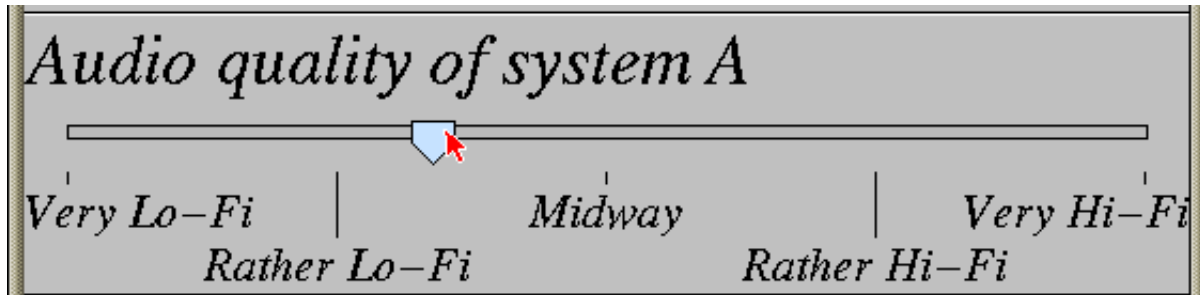 Audio quality of system A
Very Lo–Fi Midway Very Hi–Fi
Rather Lo–Fi Rather Hi–Fi